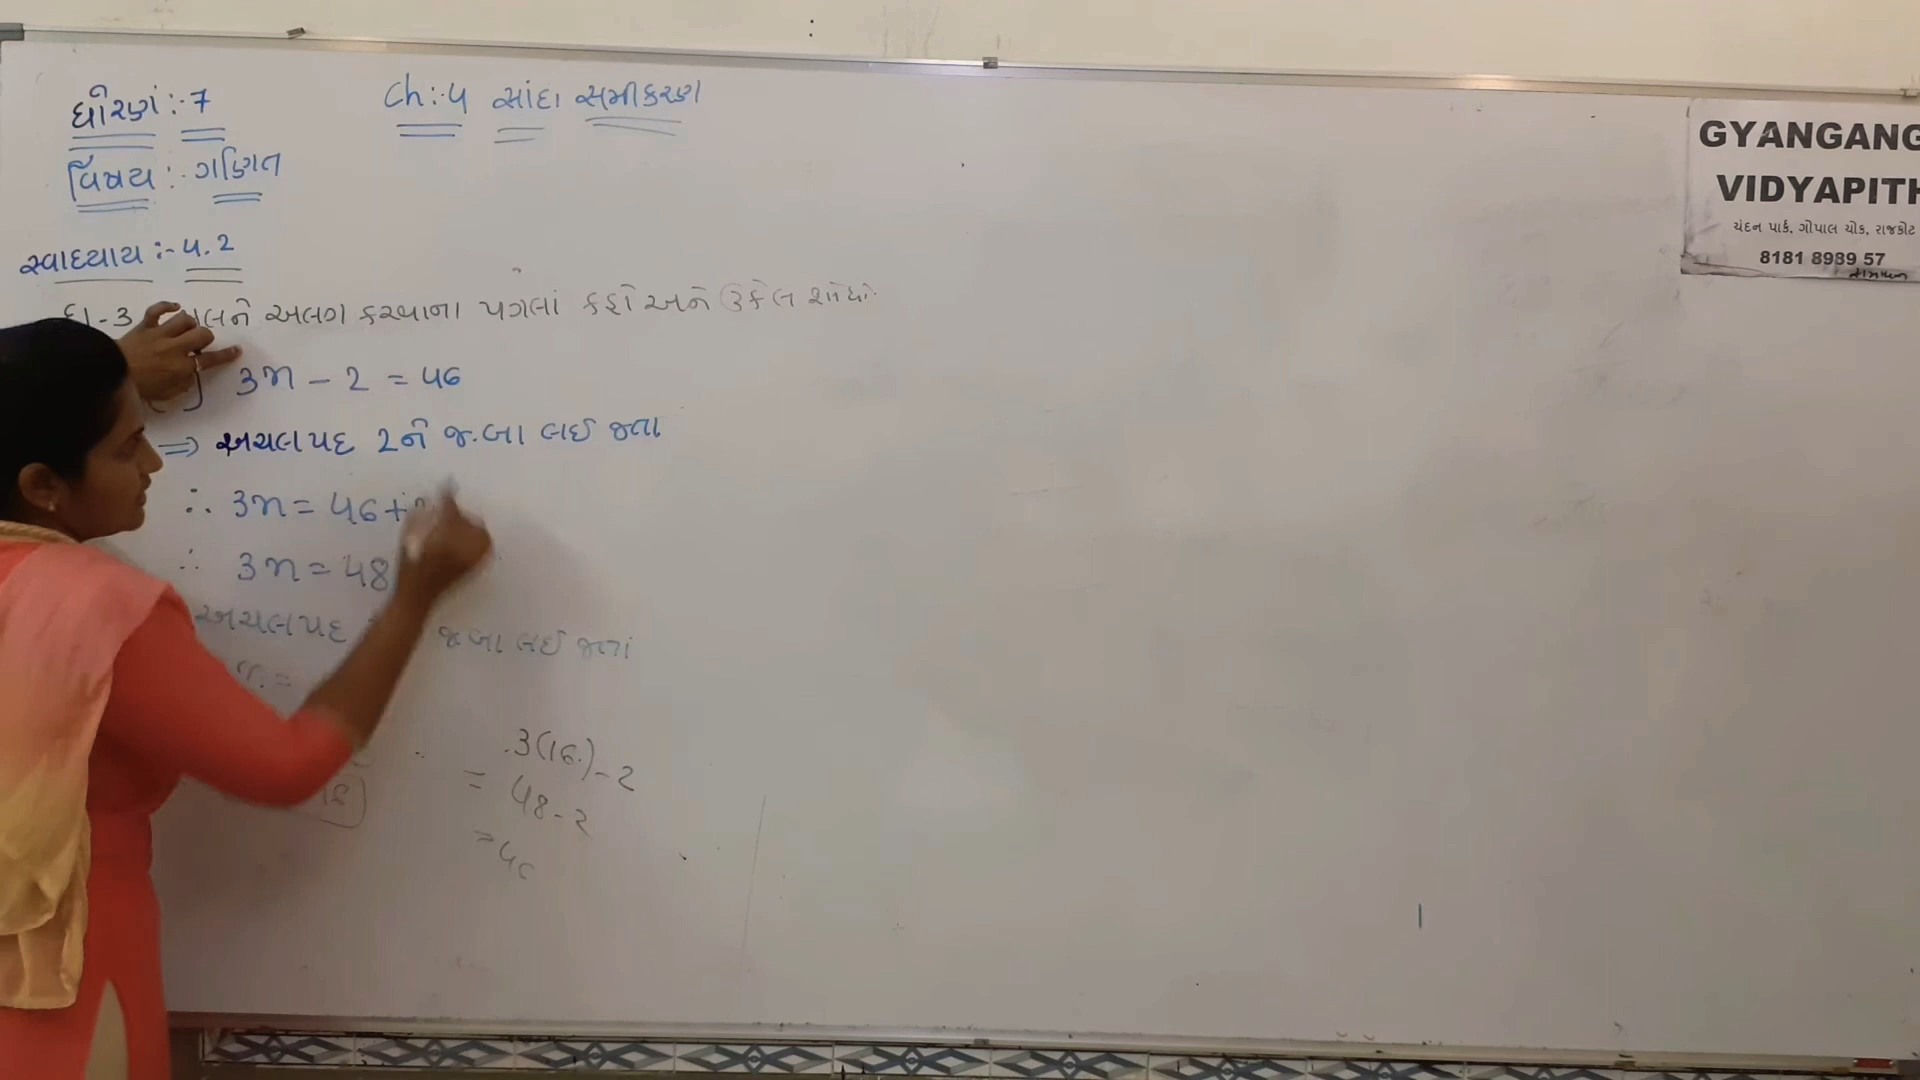 ધોરણ :- 7
Ch :- 4 સાદા સમીકરણ
વિષય :- ગણિત
સ્વાધ્યાય :- 4.2
-3 ચલને અલગ કરવાના પગલાં કહો અને ઉકેલ શોધો.
3n - 2 = 46
⇒ અચલપદ 2ને જ.બા લઈ જતા
∴ 3n = 46 + 2
∴ 3n = 48
અચલપદ જ.બા લઈ જતાં
n =
3(16) - 2
= 48 - 2
= 46
GYANGANG
VIDYAPITH
ચંદન પાર્ક, ગોપાલ ચોક, રાજકોટ
8181 8989 57